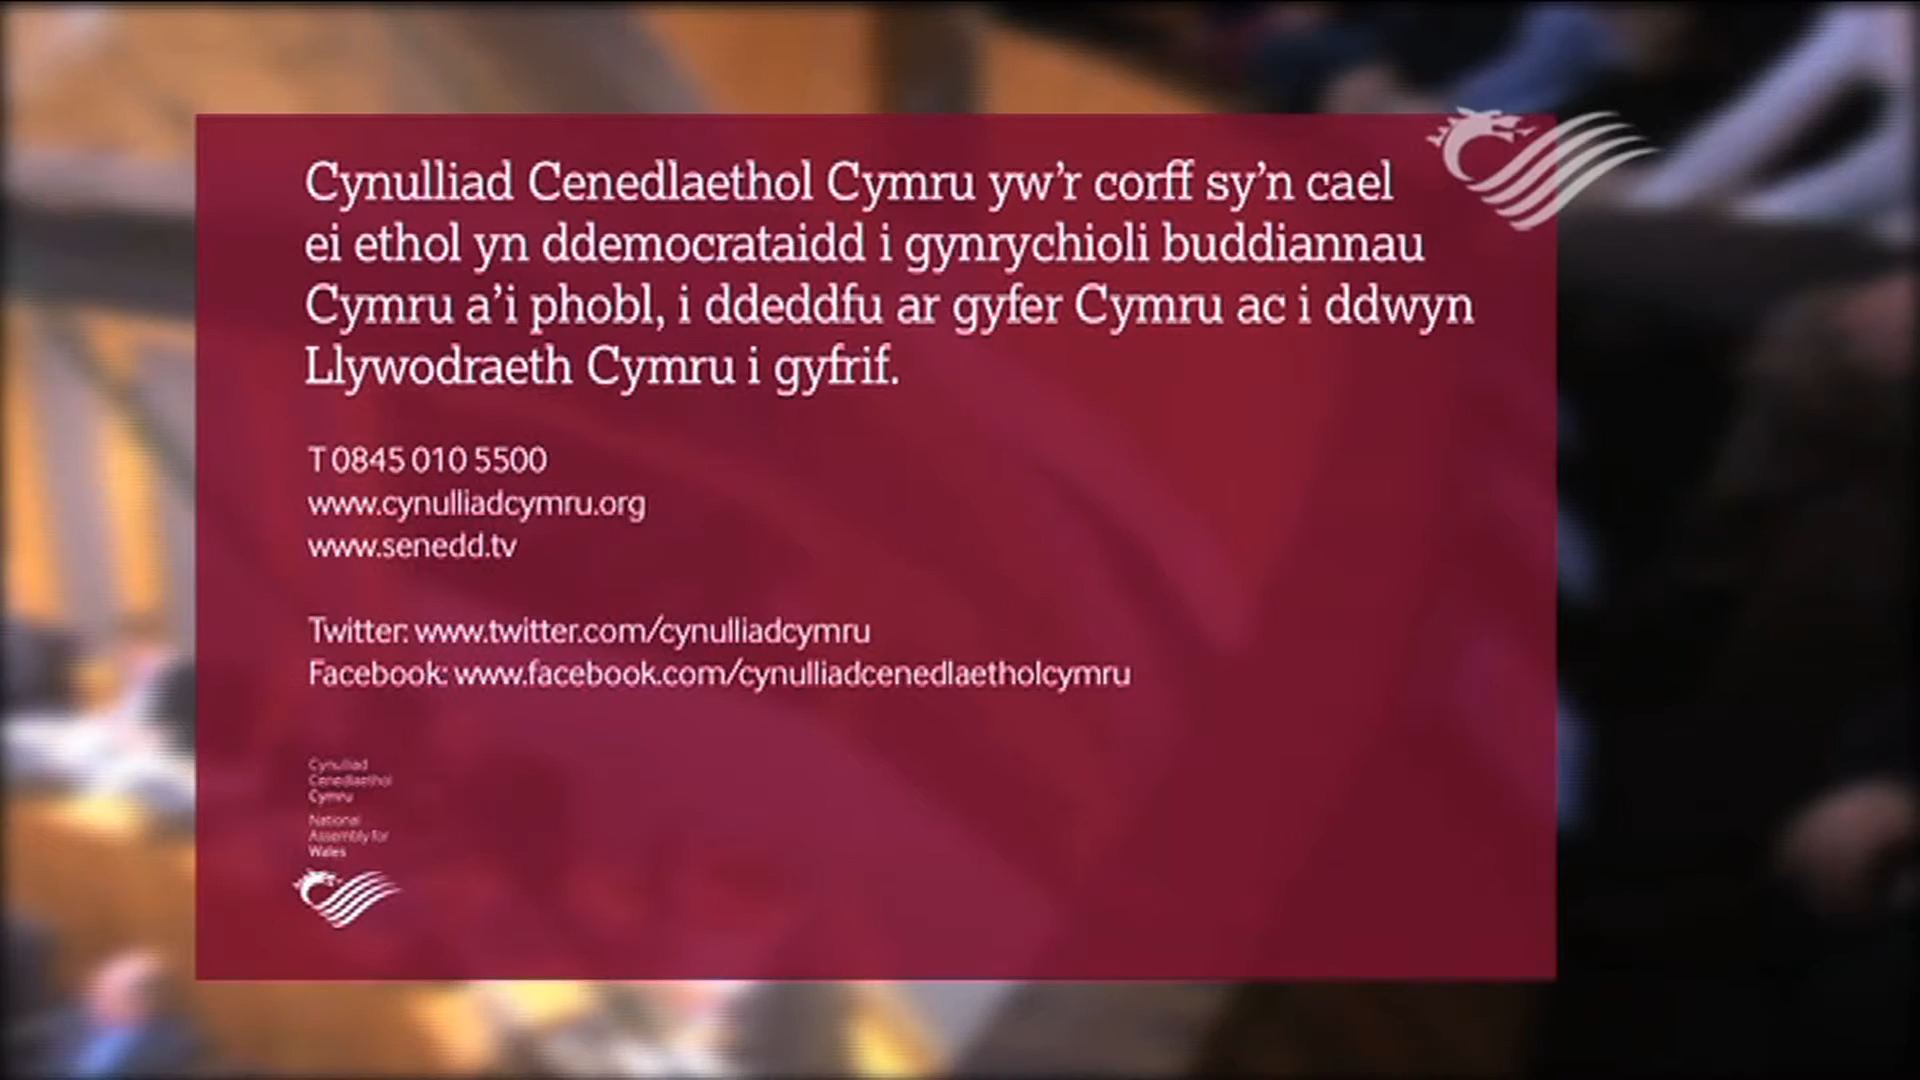 Cynulliad Cenedlaethol Cymru yw’r corff sy’n cael
ei ethol yn ddemocrataidd i gynrychioli buddiannau
Cymru a’i phobl, i ddeddfu ar gyfer Cymru ac i ddwyn
Llywodraeth Cymru i gyfrif.
T 0845 010 5500
www.cynulliadcymru.org
www.senedd.tv
Twitter: www.twitter.com/cynulliadcymru
Facebook: www.facebook.com/cynulliadcenedlaetholcymru
Cynulliad
Cenedlaethol
Cymru
National
Assembly for
Wales